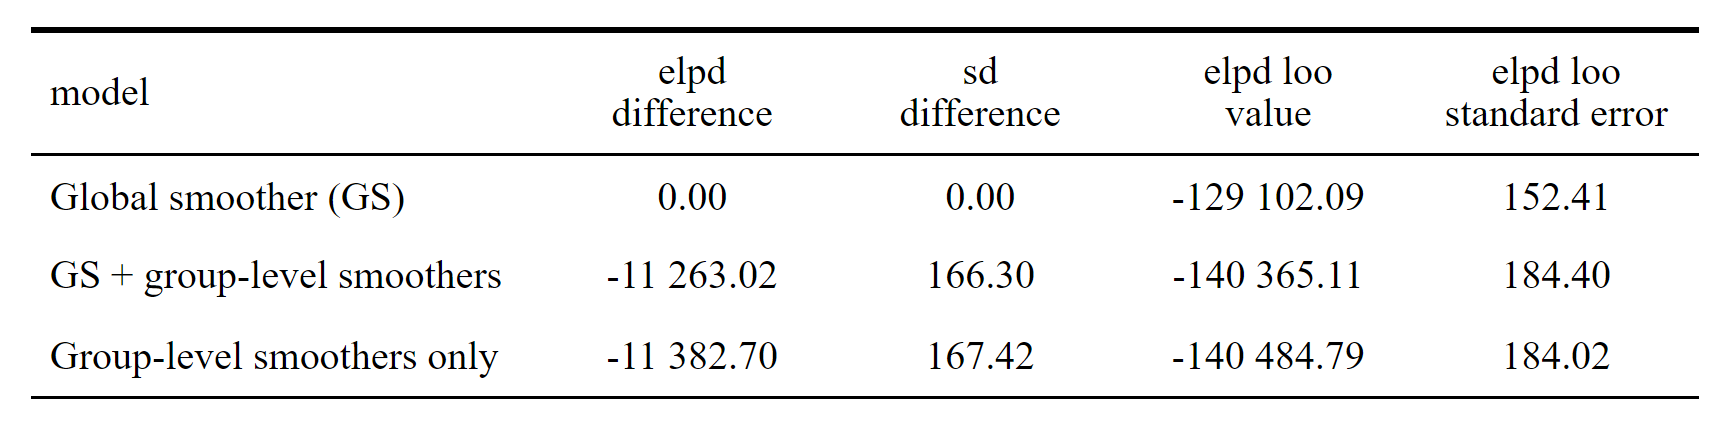 model elpd difference sd difference elpd loo value elpd loo standard error
Global smoother (GS) 0.00 0.00 -129 102.09 152.41
GS + group-level smoothers -11 263.02 166.30 -140 365.11 184.40
Group-level smoothers only -11 382.70 167.42 -140 484.79 184.02